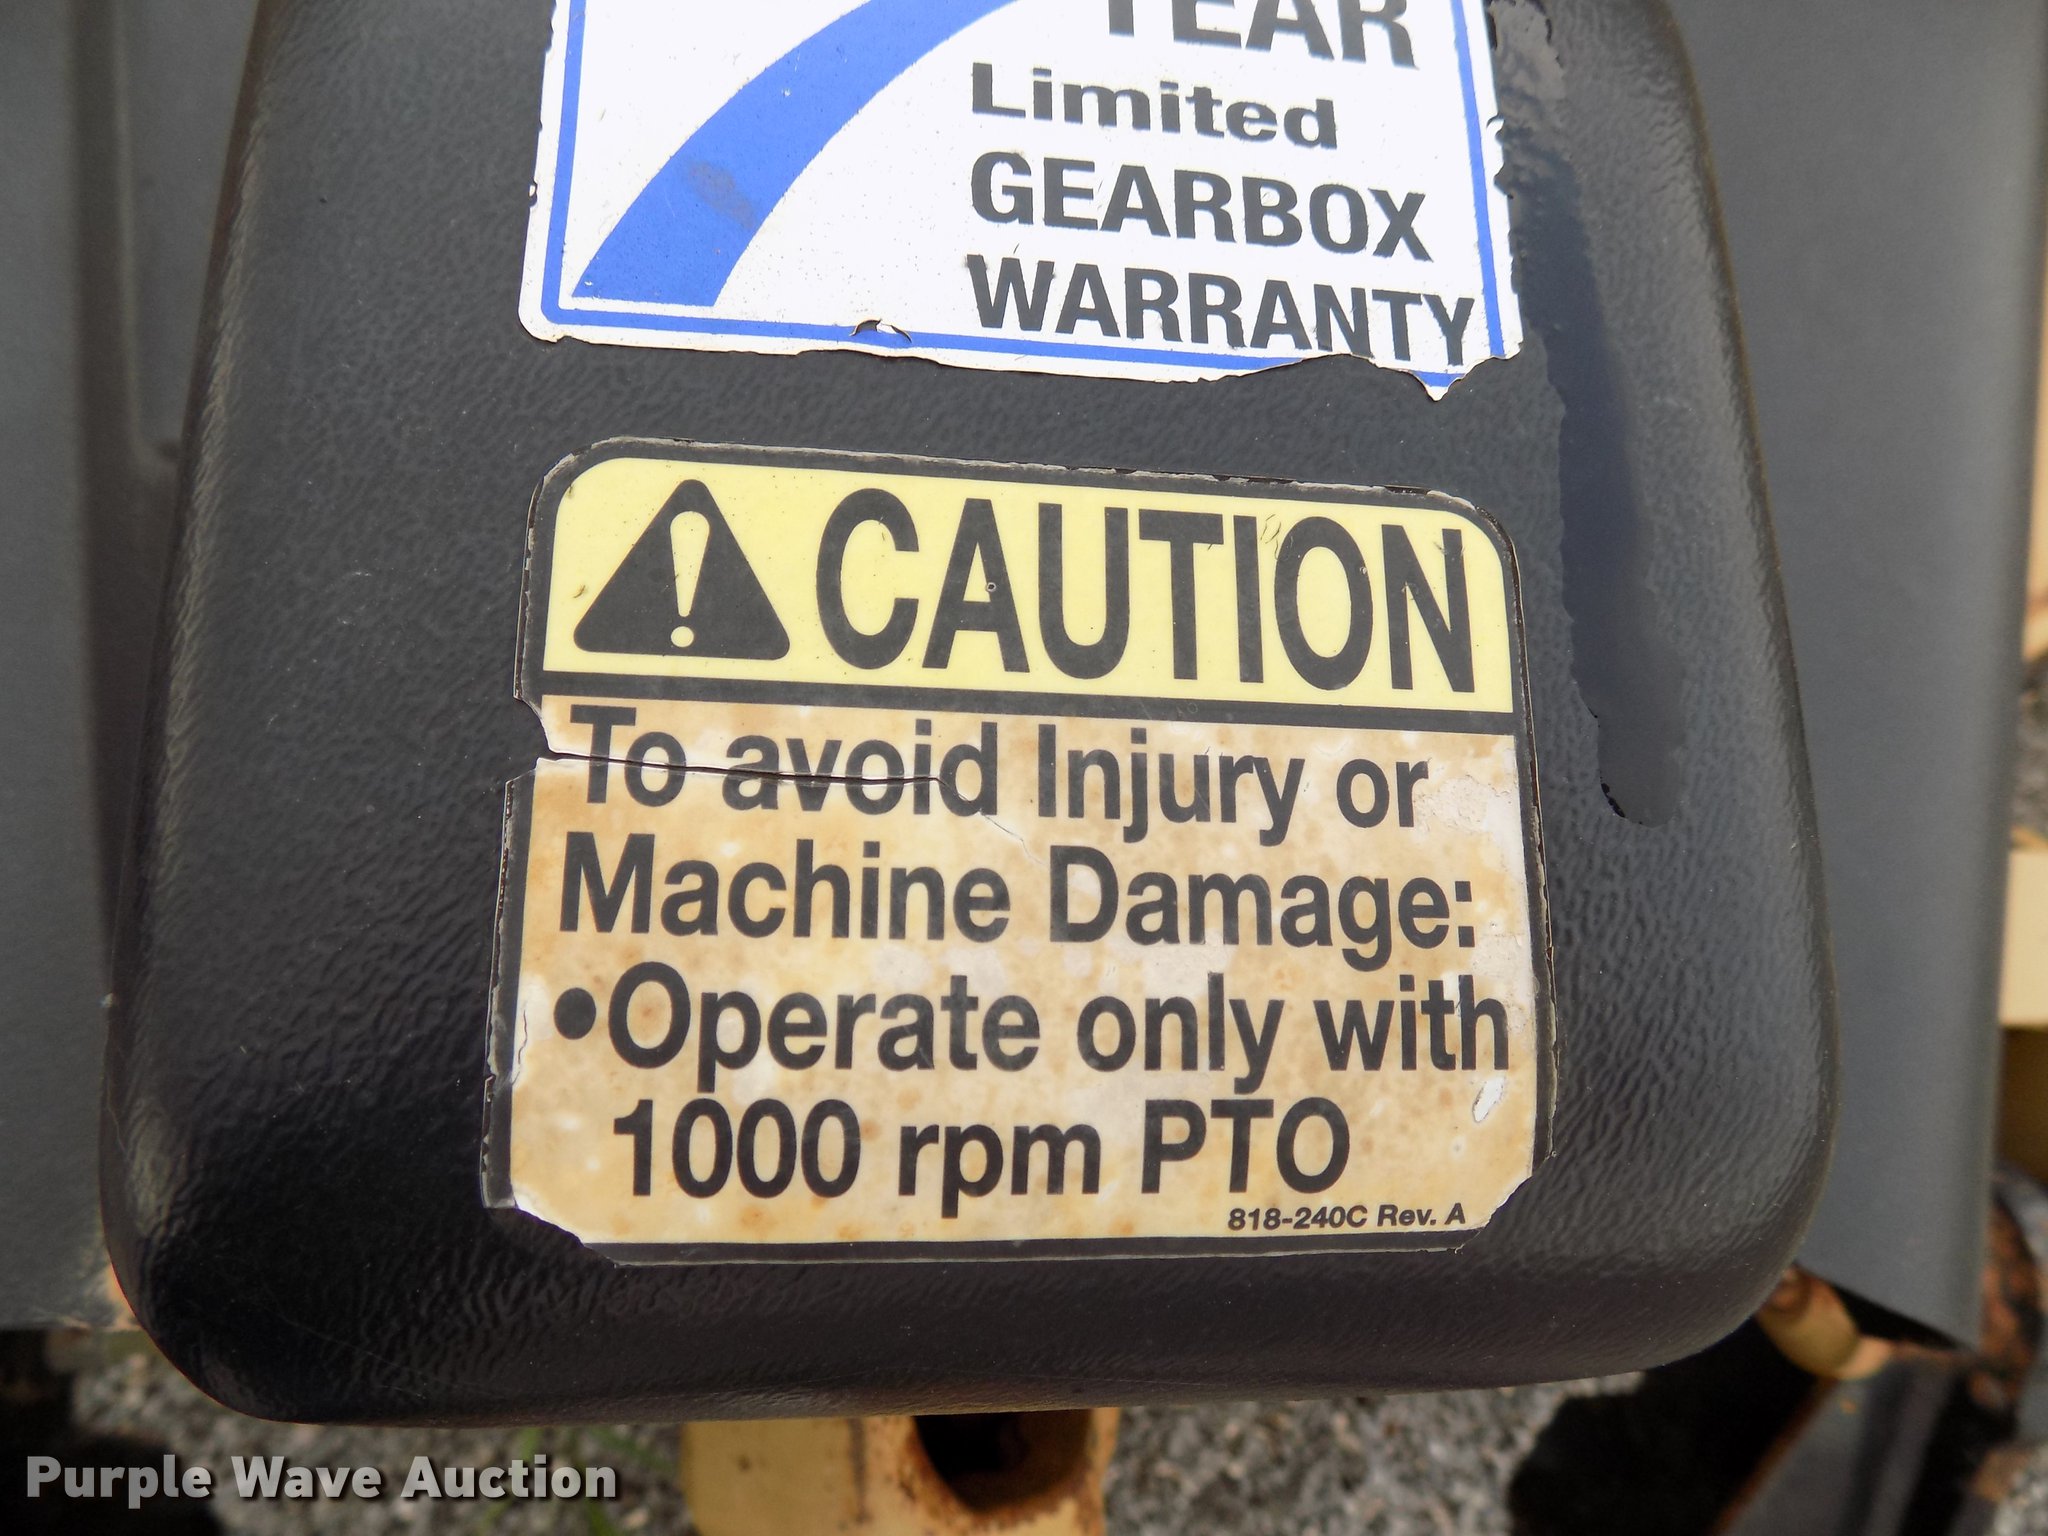 YEAR
Limited
GEARBOX
WARRANTY
CAUTION
To avoid Injury or
Machine Damage:
•Operate only with
1000 rpm PTO
818-240C Rev. A
Purple Wave Auction